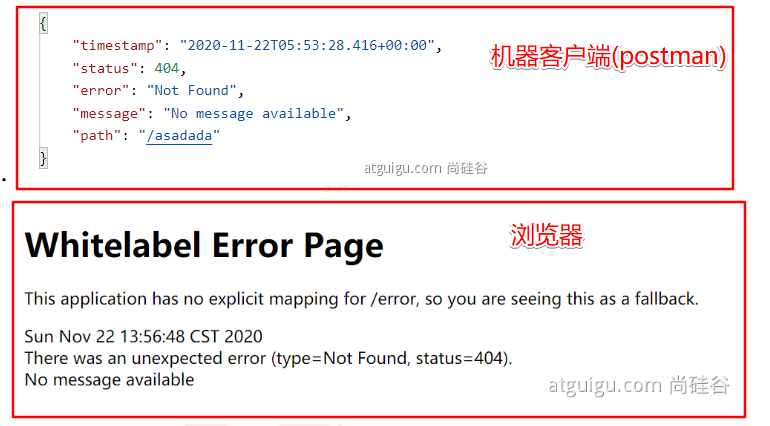 {
"timestamp": "2020-11-22T05:53:28.416+00:00",
机器客户端(postman)
"status": 404,
"error": "Not Found",
"message": "No message available",
"path": "/asadada"
}
atguigu.com 尚硅谷
Whitelabel Error Page
浏览器
This application has no explicit mapping for /error, so you are seeing this as a fallback.
Sun Nov 22 13:56:48 CST 2020
There was an unexpected error (type=Not Found, status=404).
No message available
atguigu.com 尚硅谷